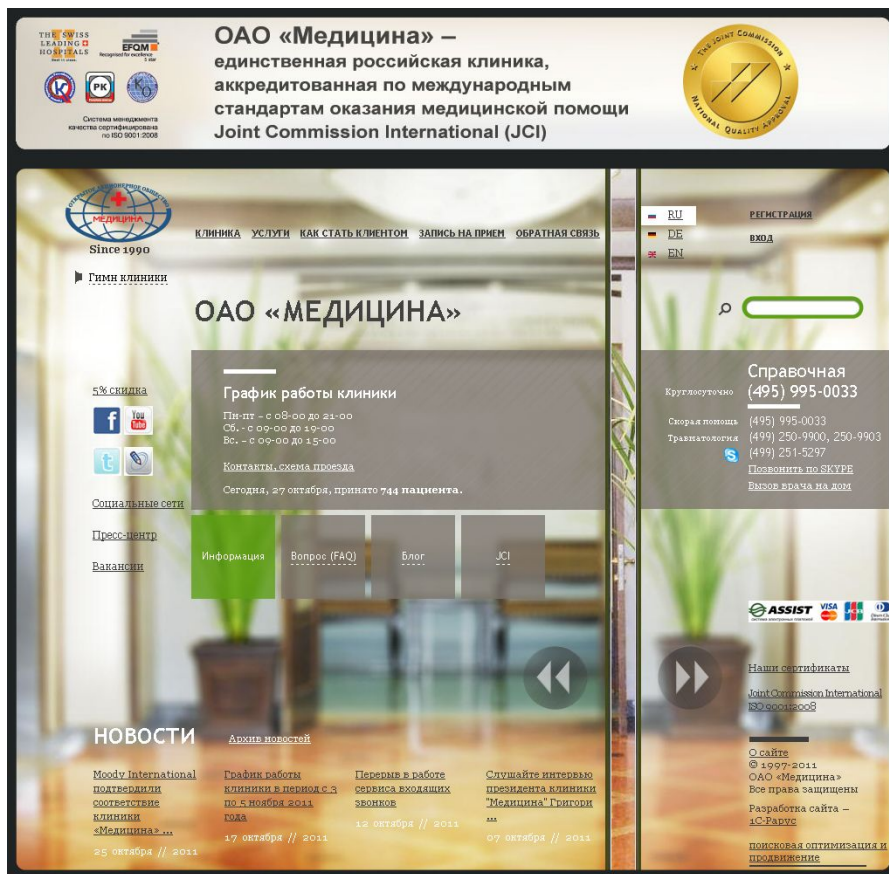 THE SWISS
LEADING
HOSPITALS
EFQM
Recognised for excellence
5 star
РК
Система менеджмента
качества сертифицирована
по ISO 9001:2008
ОАО «Медицина» –
единственная российская клиника,
аккредитованная по международным
стандартам оказания медицинской помощи
Joint Commission International (JCI)
THE JOINT COMMISSION
NATIONAL QUALITY APPROVAL
ОТКРЫТОЕ АКЦИОНЕРНОЕ ОБЩЕСТВО
МЕДИЦИНА
Since 1990
КЛИНИКА УСЛУГИ КАК СТАТЬ КЛИЕНТОМ ЗАПИСЬ НА ПРИЕМ ОБРАТНАЯ СВЯЗЬ
RU
DE
EN
РЕГИСТРАЦИЯ
ВХОД
Гимн клиники
ОАО «МЕДИЦИНА»
5% скидка
f
You
Tube
t
Социальные сети
Пресс-центр
Вакансии
График работы клиники
Пн-пт – с 08-00 до 21-00
Сб. - с 09-00 до 19-00
Вс. – с 09-00 до 15-00
Контакты, схема проезда
Сегодня, 27 октября, принято 744 пациента.
Справочная
Круглосуточно (495) 995-0033
Скорая помощь (495) 995-0033
Травматология (499) 250-9900, 250-9903
(499) 251-5297
Позвонить по SKYPE
Вызов врача на дом
Информация
Вопрос (FAQ)
Блог
JCI
ASSIST VISA JCB
Наши сертификаты
Joint Commission International
ISO 9001:2008
НОВОСТИ
Архив новостей
Moody International
подтвердили
соответствие
клиники
«Медицина» ...
25 октября // 2011
График работы
клиники в период с 3
по 5 ноября 2011
года
17 октября // 2011
Перерыв в работе
сервиса входящих
звонков
12 октября // 2011
Слушайте интервью
президента клиники
"Медицина" Григори
...
07 октября // 2011
О сайте
© 1997-2011
ОАО «Медицина»
Все права защищены
Разработка сайта –
1С-Рарус
поисковая оптимизация и
продвижение